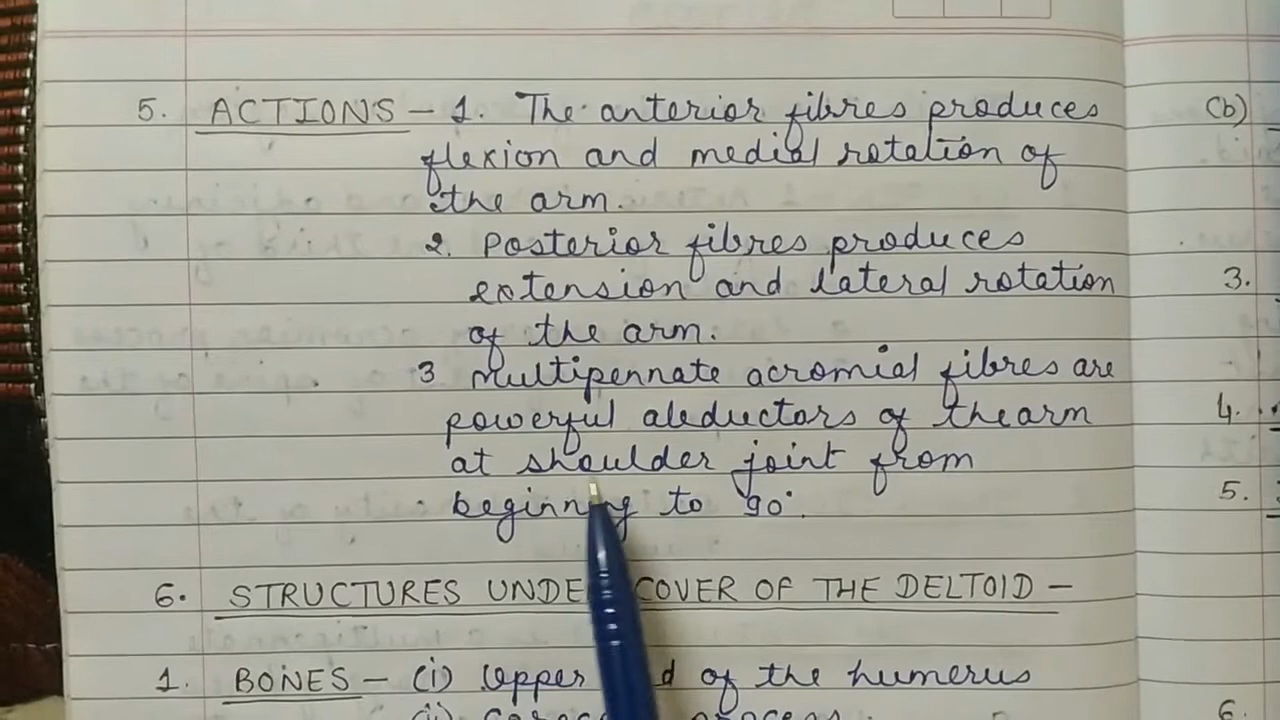 5. ACTIONS - 1. The anterior fibres produces
flexion and medial rotation of
the arm.
2. Posterior fibres produces
extension and lateral rotation
of the arm.
3 Multipennate acromial fibres are
powerful abductors of the arm
at shoulder joint from
beginning to 90°.
6. STRUCTURES UNDER COVER OF THE DELTOID -
1. BONES - (i) Upper of the humerus
(ii) process
(b)
3.
4.
5.
6.